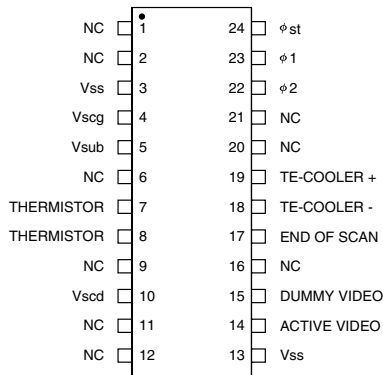 NC 1 24 φst
NC 2 23 φ1
Vss 3 22 φ2
Vscg 4 21 NC
Vsub 5 20 NC
NC 6 19 TE-COOLER +
THERMISTOR 7 18 TE-COOLER -
THERMISTOR 8 17 END OF SCAN
NC 9 16 NC
Vscd 10 15 DUMMY VIDEO
NC 11 14 ACTIVE VIDEO
NC 12 13 Vss